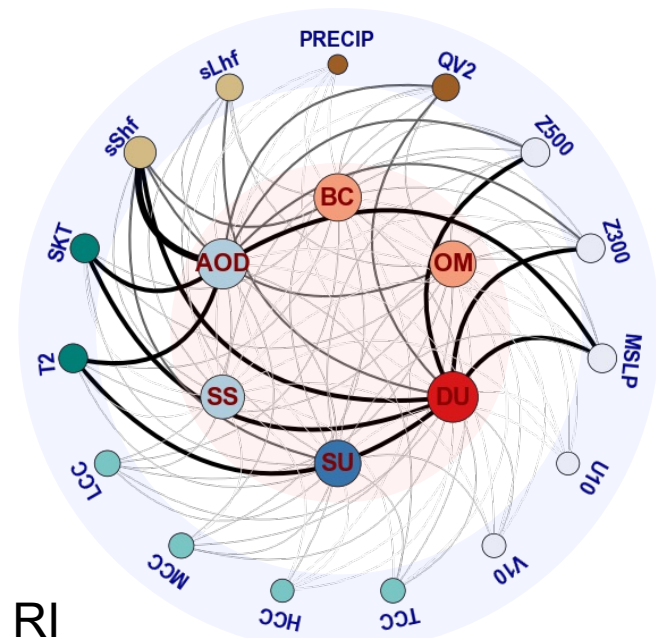 PRECIP
sLhf
QV2
sShf
Z500
BC
SKT
AOD
OM
Z300
T2
SS
DU
MSLP
SU
LCC
U10
MCC
V10
HCC
TCC
RI